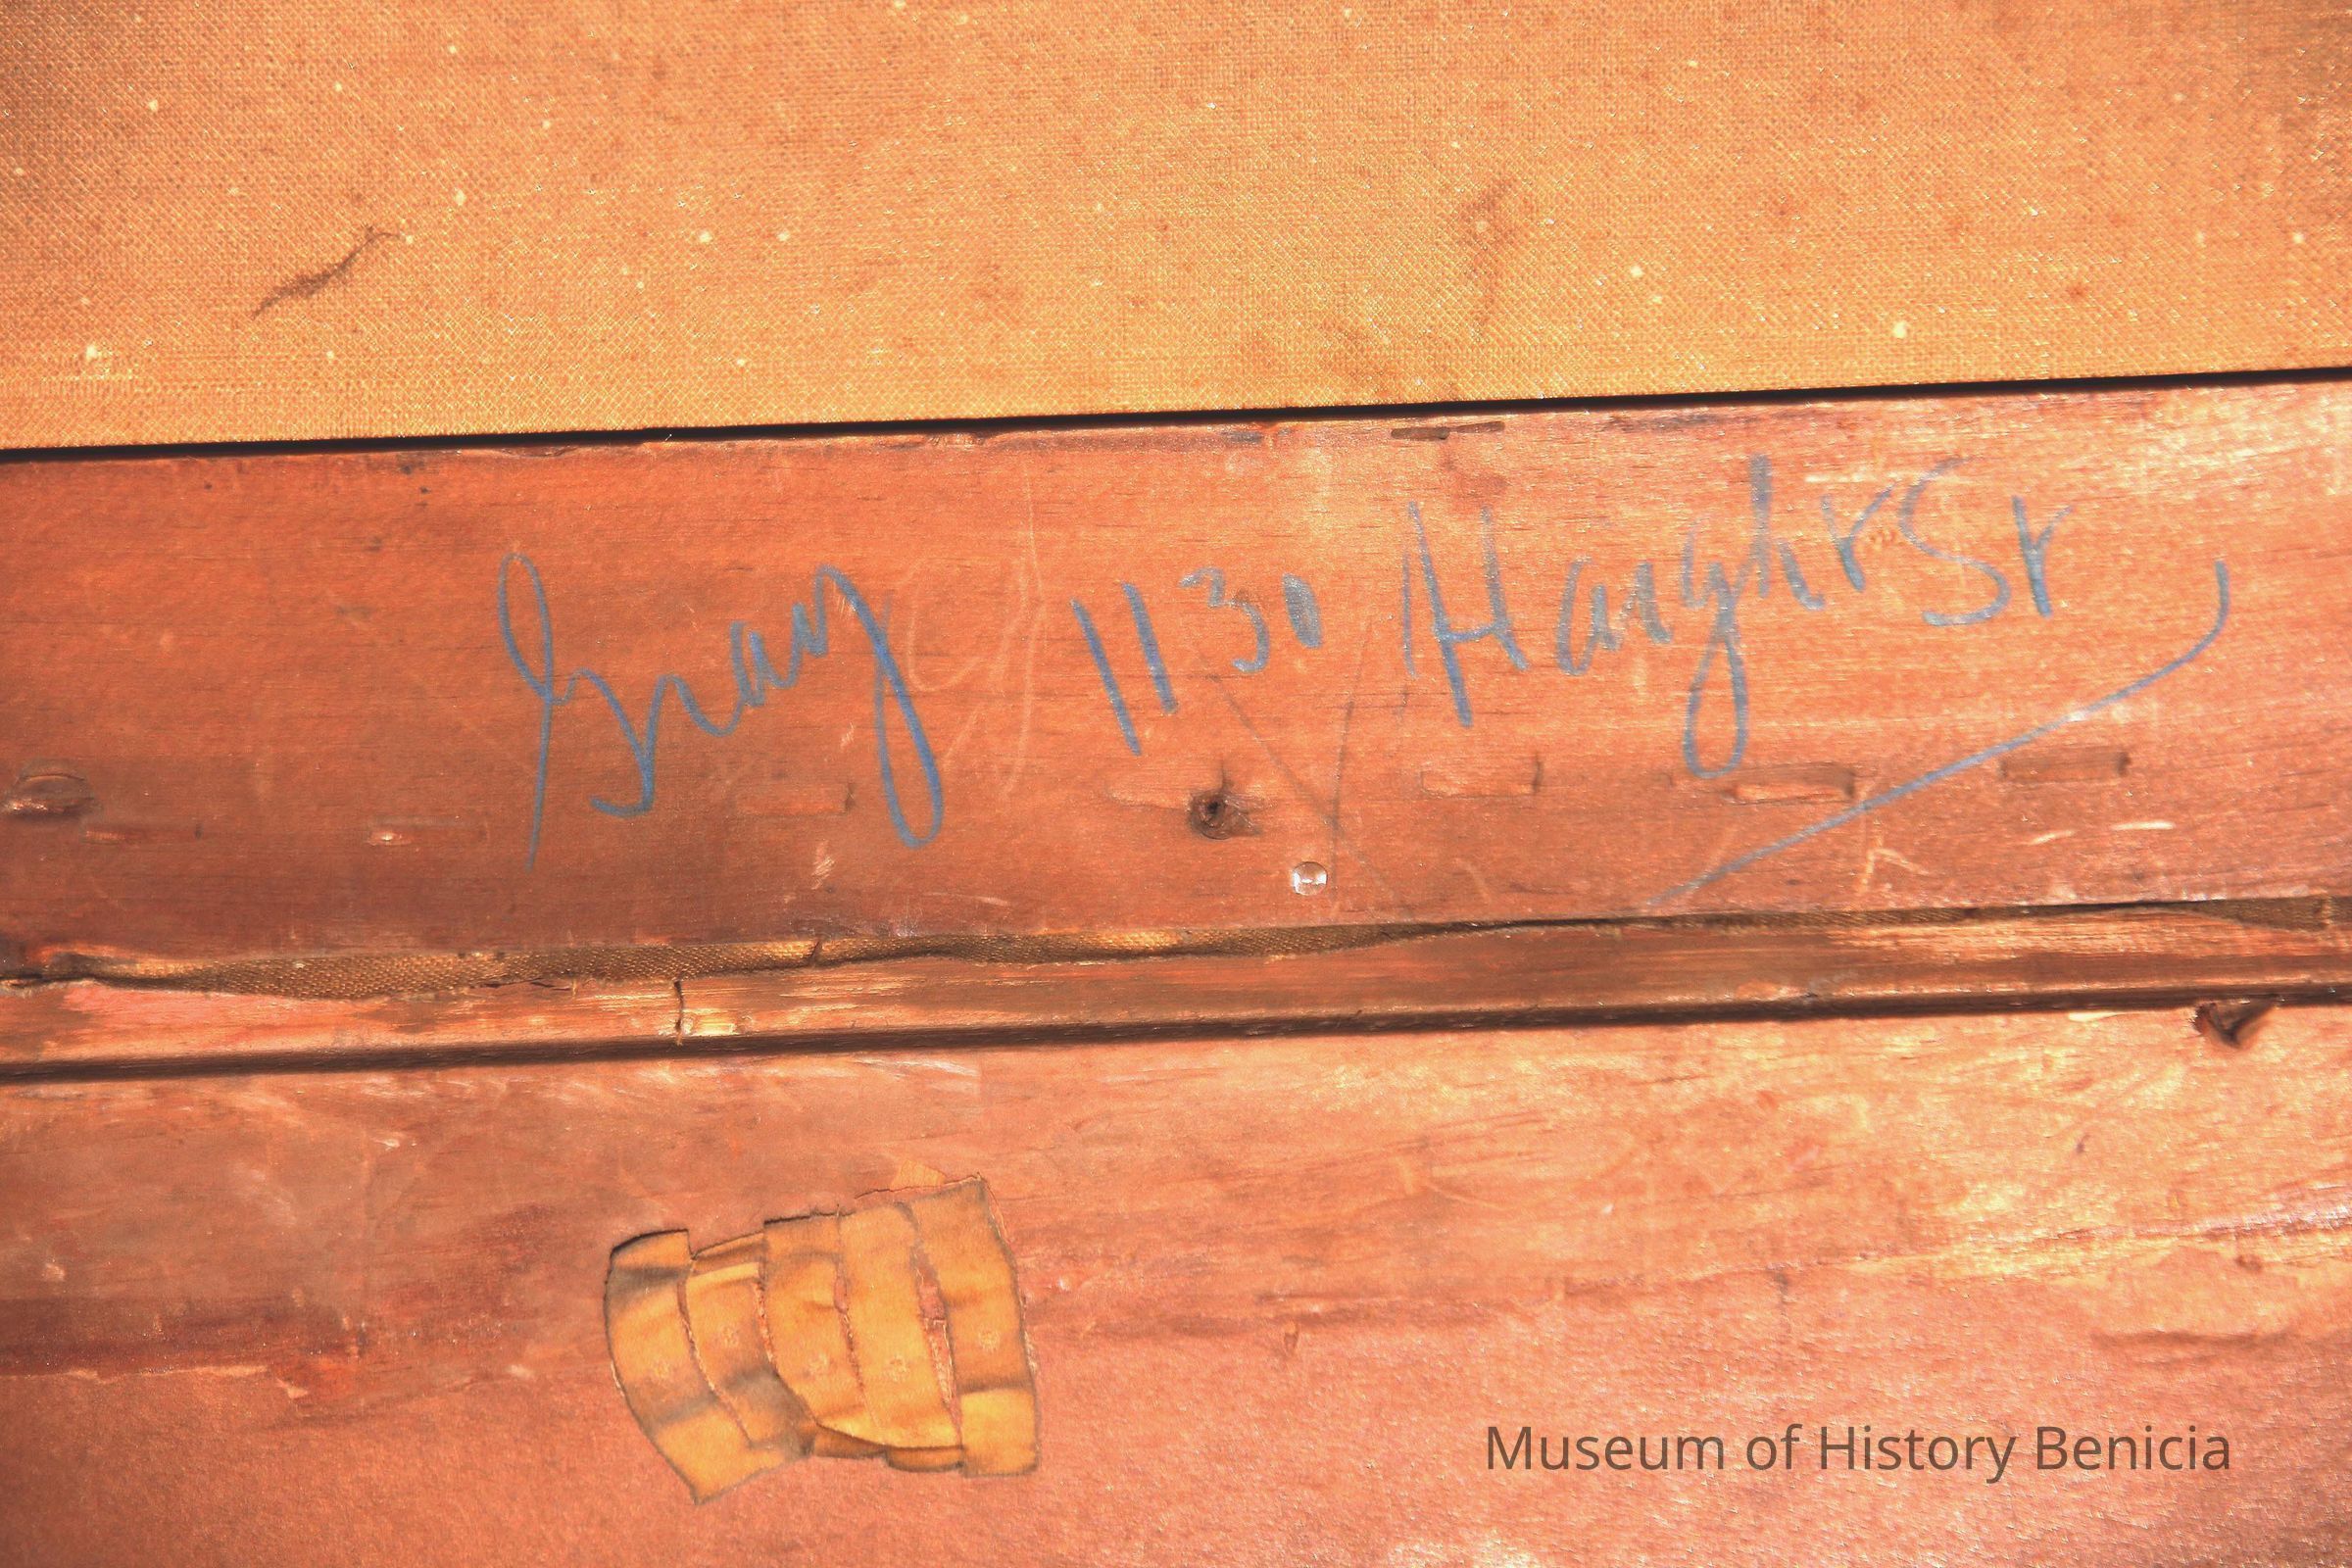 Gray 1130 Haight St
Museum of History Benicia